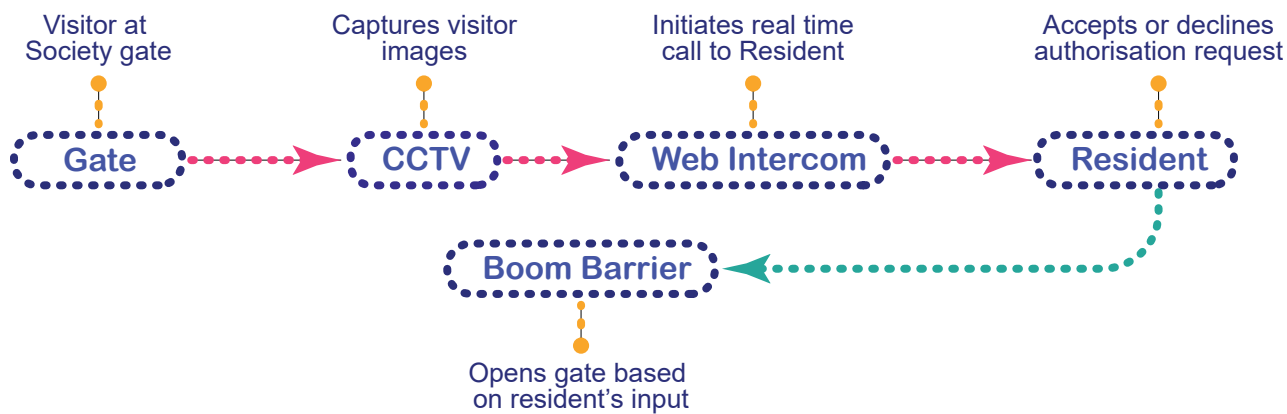 Visitor at
Society gate
Captures visitor
images
Initiates real time
call to Resident
Accepts or declines
authorisation request
Gate
CCTV
Web Intercom
Resident
Boom Barrier
Opens gate based
on resident’s input